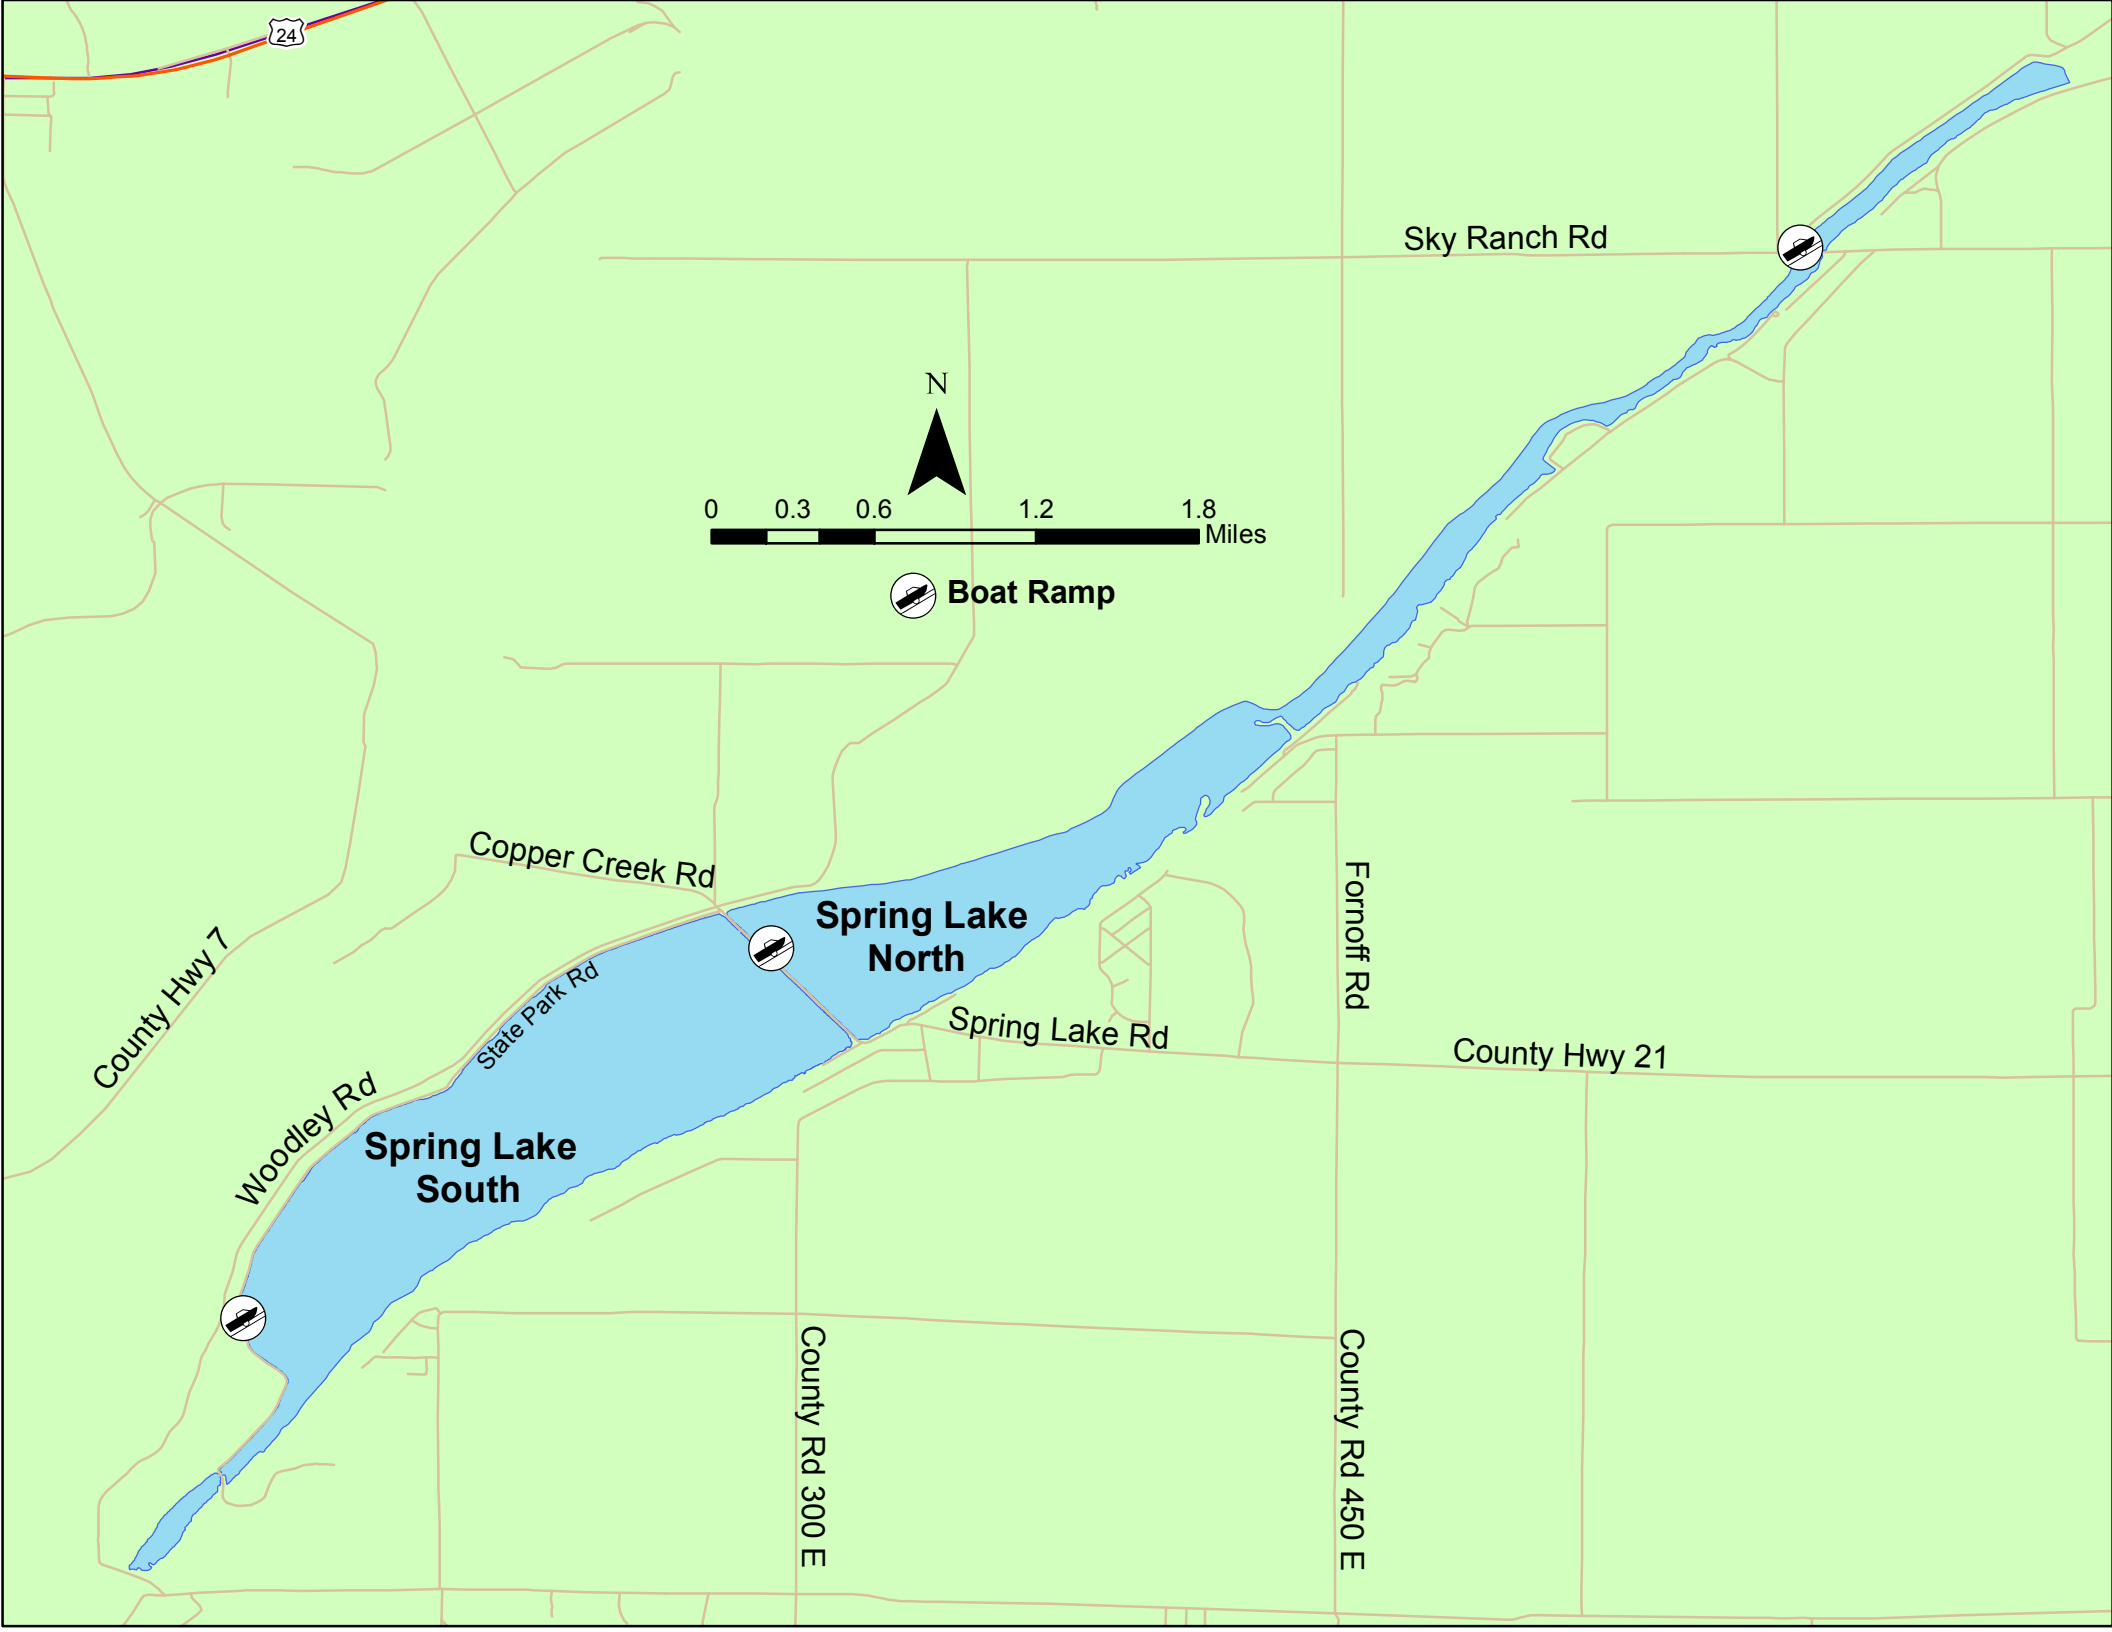 24
Sky Ranch Rd
N
0 0.3 0.6 1.2 1.8
Miles
Boat Ramp
Copper Creek Rd
Spring Lake
North
Fornoff Rd
County Hwy 7
State Park Rd
Spring Lake Rd
County Hwy 21
Woodley Rd
Spring Lake
South
County Rd 300 E
County Rd 450 E